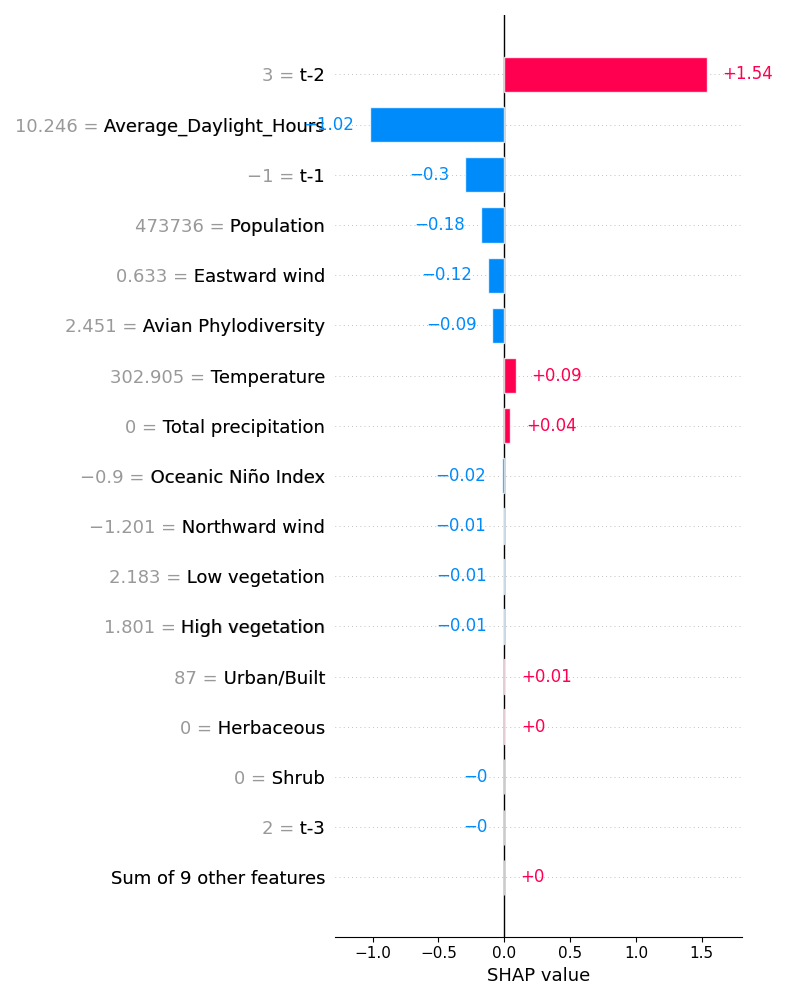 3 = t-2 +1.54
10.246 = Average_Daylight_Hours −1.02
−1 = t-1 −0.3
473736 = Population −0.18
0.633 = Eastward wind −0.12
2.451 = Avian Phylodiversity −0.09
302.905 = Temperature +0.09
0 = Total precipitation +0.04
−0.9 = Oceanic Niño Index −0.02
−1.201 = Northward wind −0.01
2.183 = Low vegetation −0.01
1.801 = High vegetation −0.01
87 = Urban/Built +0.01
0 = Herbaceous +0
0 = Shrub −0
2 = t-3 −0
Sum of 9 other features +0
−1.0 −0.5 0.0 0.5 1.0 1.5
SHAP value